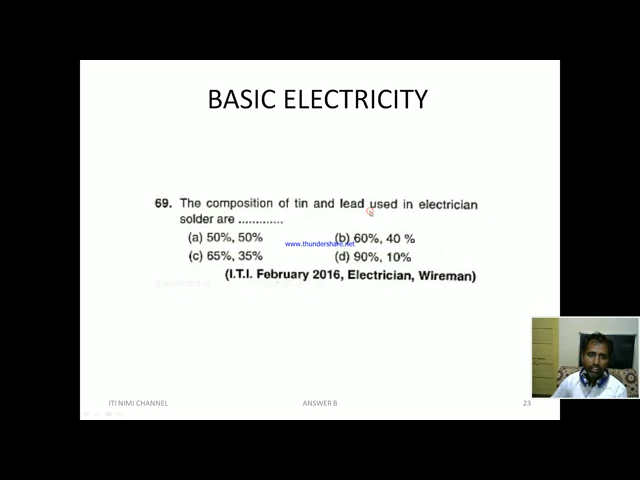 BASIC ELECTRICITY
69. The composition of tin and lead used in electrician
solder are .............
(a) 50%, 50% (b) 60%, 40 %
www.thundershare.net
(c) 65%, 35% (d) 90%, 10%
(I.T.I. February 2016, Electrician, Wireman)
ITI NIMI CHANNEL ANSWER B 23